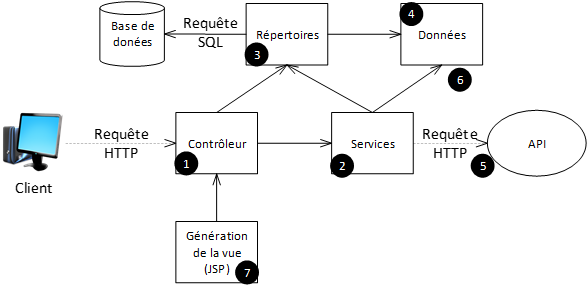 Base de
donées
Requête
SQL
Répertoires
3
4
Données
6
Client
Requête
HTTP
Contrôleur
1
Services
2
Requête
HTTP
5
API
Génération
de la vue
(JSP)
7